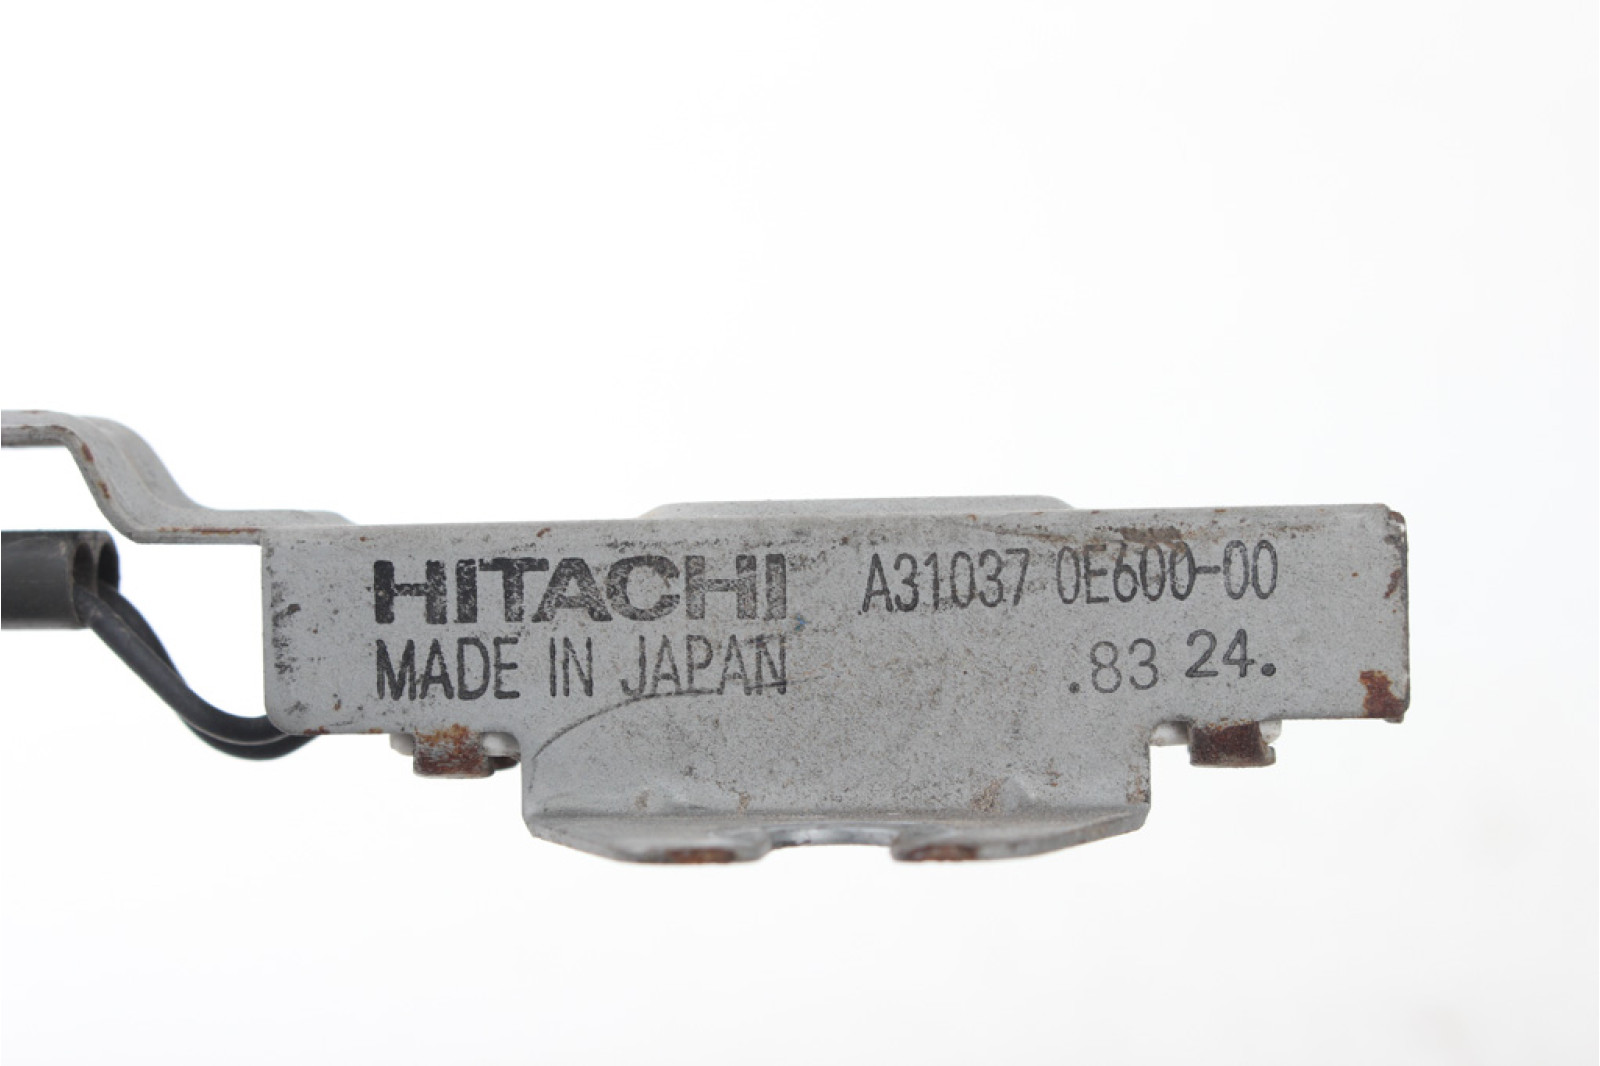 HITACHI A31037 0E600-00
MADE IN JAPAN .83 24.